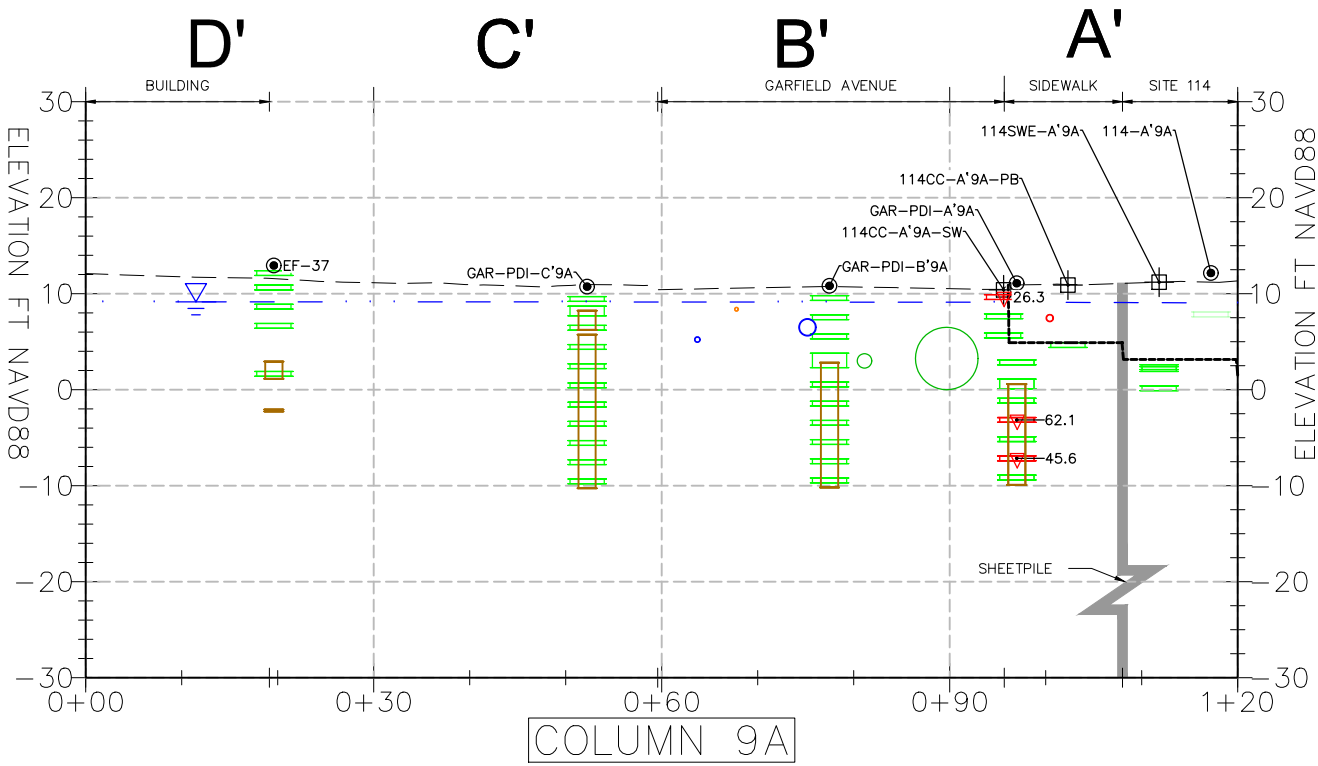 D' C' B' A'
BUILDING GARFIELD AVENUE SIDEWALK SITE 114
30 30
114SWE-A'9A 114-A'9A
20 20
114CC-A'9A-PB
GAR-PDI-A'9A
114CC-A'9A-SW
EF-37 GAR-PDI-C'9A GAR-PDI-B'9A
10 26.3 10
0 0
62.1
45.6
-10 -10
SHEETPILE
-20 -20
-30 -30
ELEVATION FT NAVD88
ELEVATION FT NAVD88
0+00 0+30 0+60 0+90 1+20
COLUMN 9A